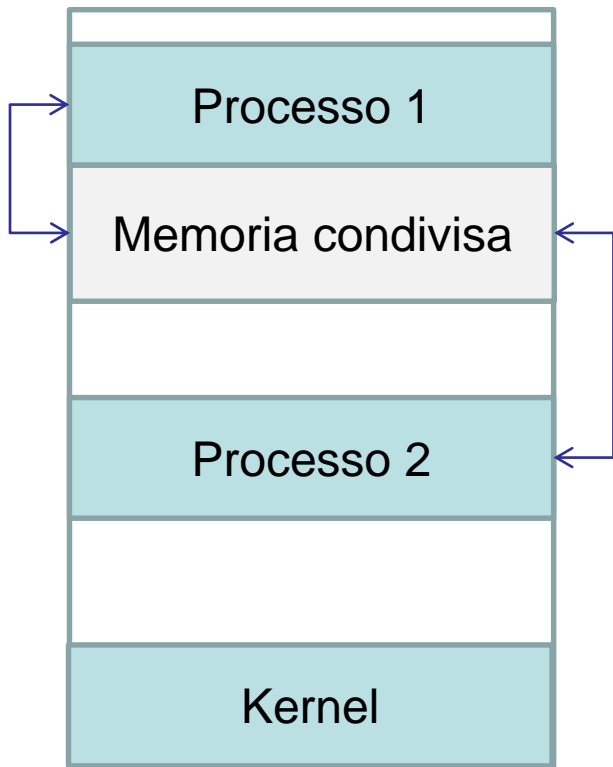 Processo 1
Memoria condivisa
Processo 2
Kernel